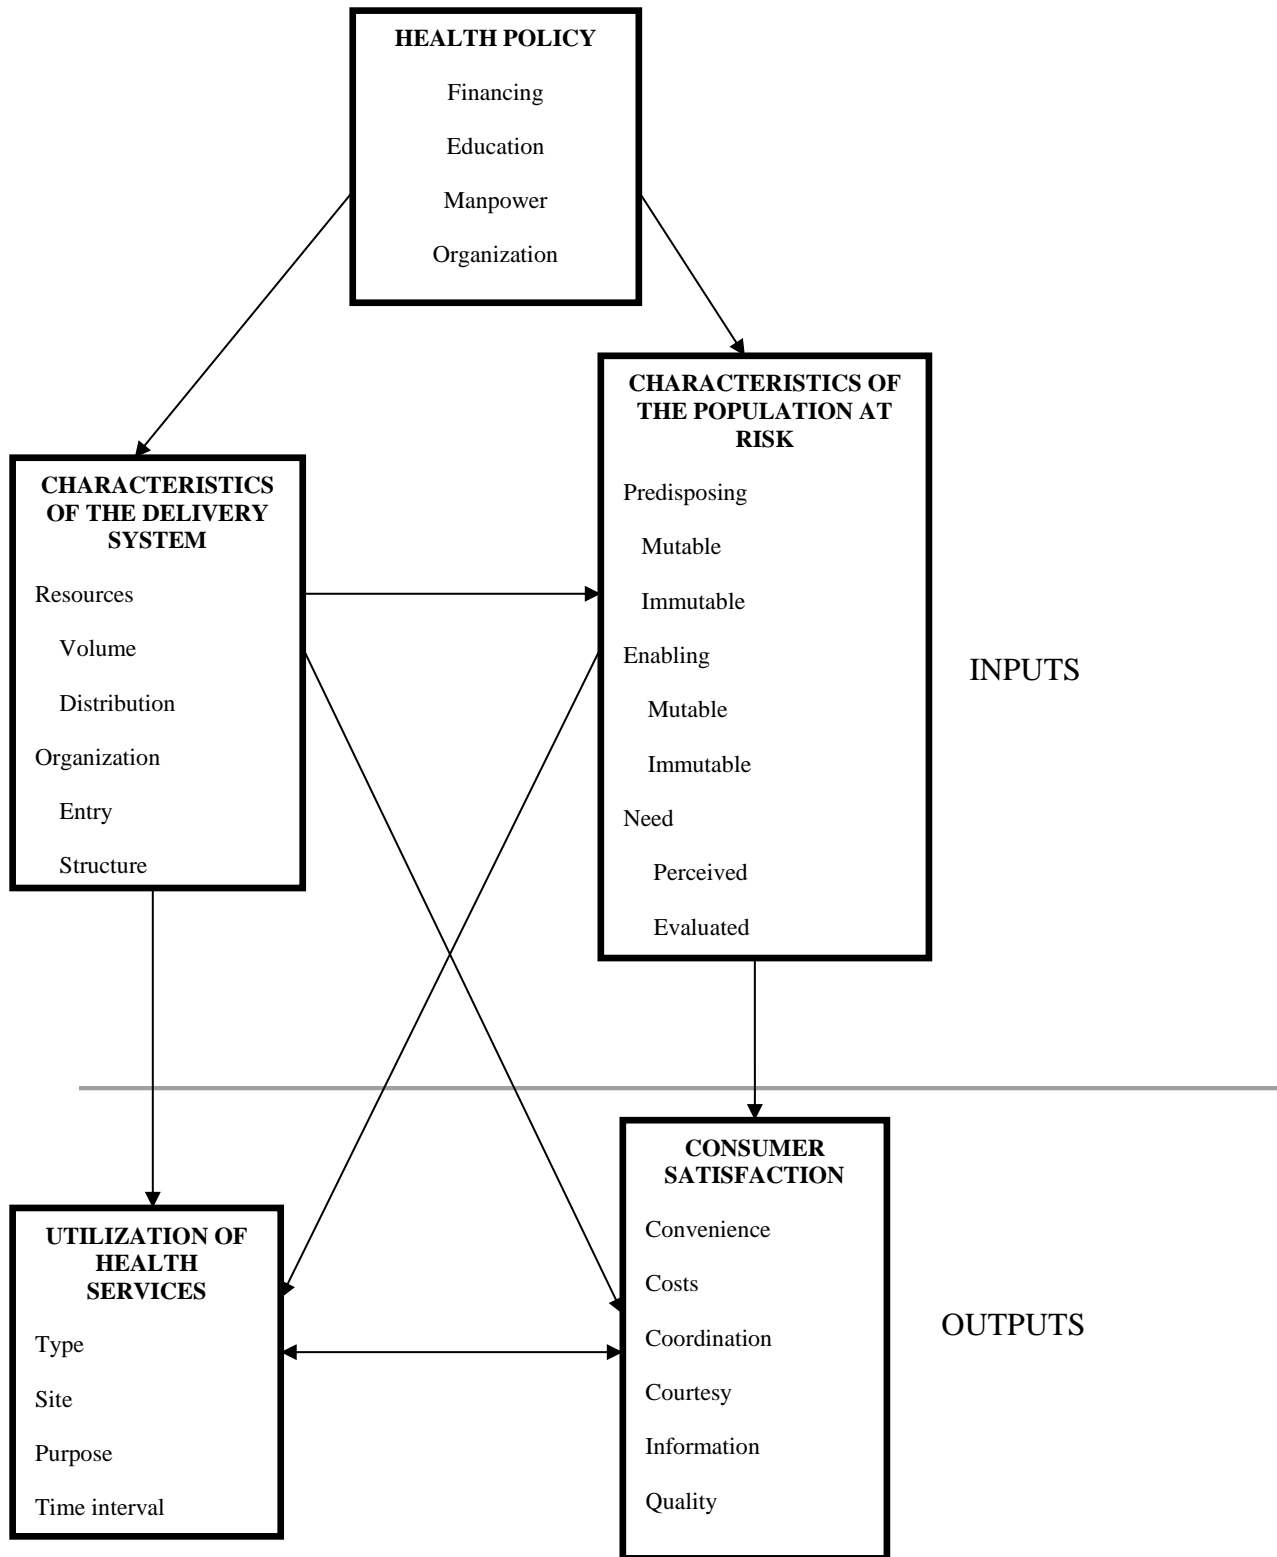 HEALTH POLICY
Financing
Education
Manpower
Organization
CHARACTERISTICS OF
THE POPULATION AT
RISK
Predisposing
Mutable
Immutable
Enabling
Mutable
Immutable
Need
Perceived
Evaluated
CHARACTERISTICS
OF THE DELIVERY
SYSTEM
Resources
Volume
Distribution
Organization
Entry
Structure
INPUTS
UTILIZATION OF
HEALTH
SERVICES
Type
Site
Purpose
Time interval
CONSUMER
SATISFACTION
Convenience
Costs
Coordination
Courtesy
Information
Quality
OUTPUTS